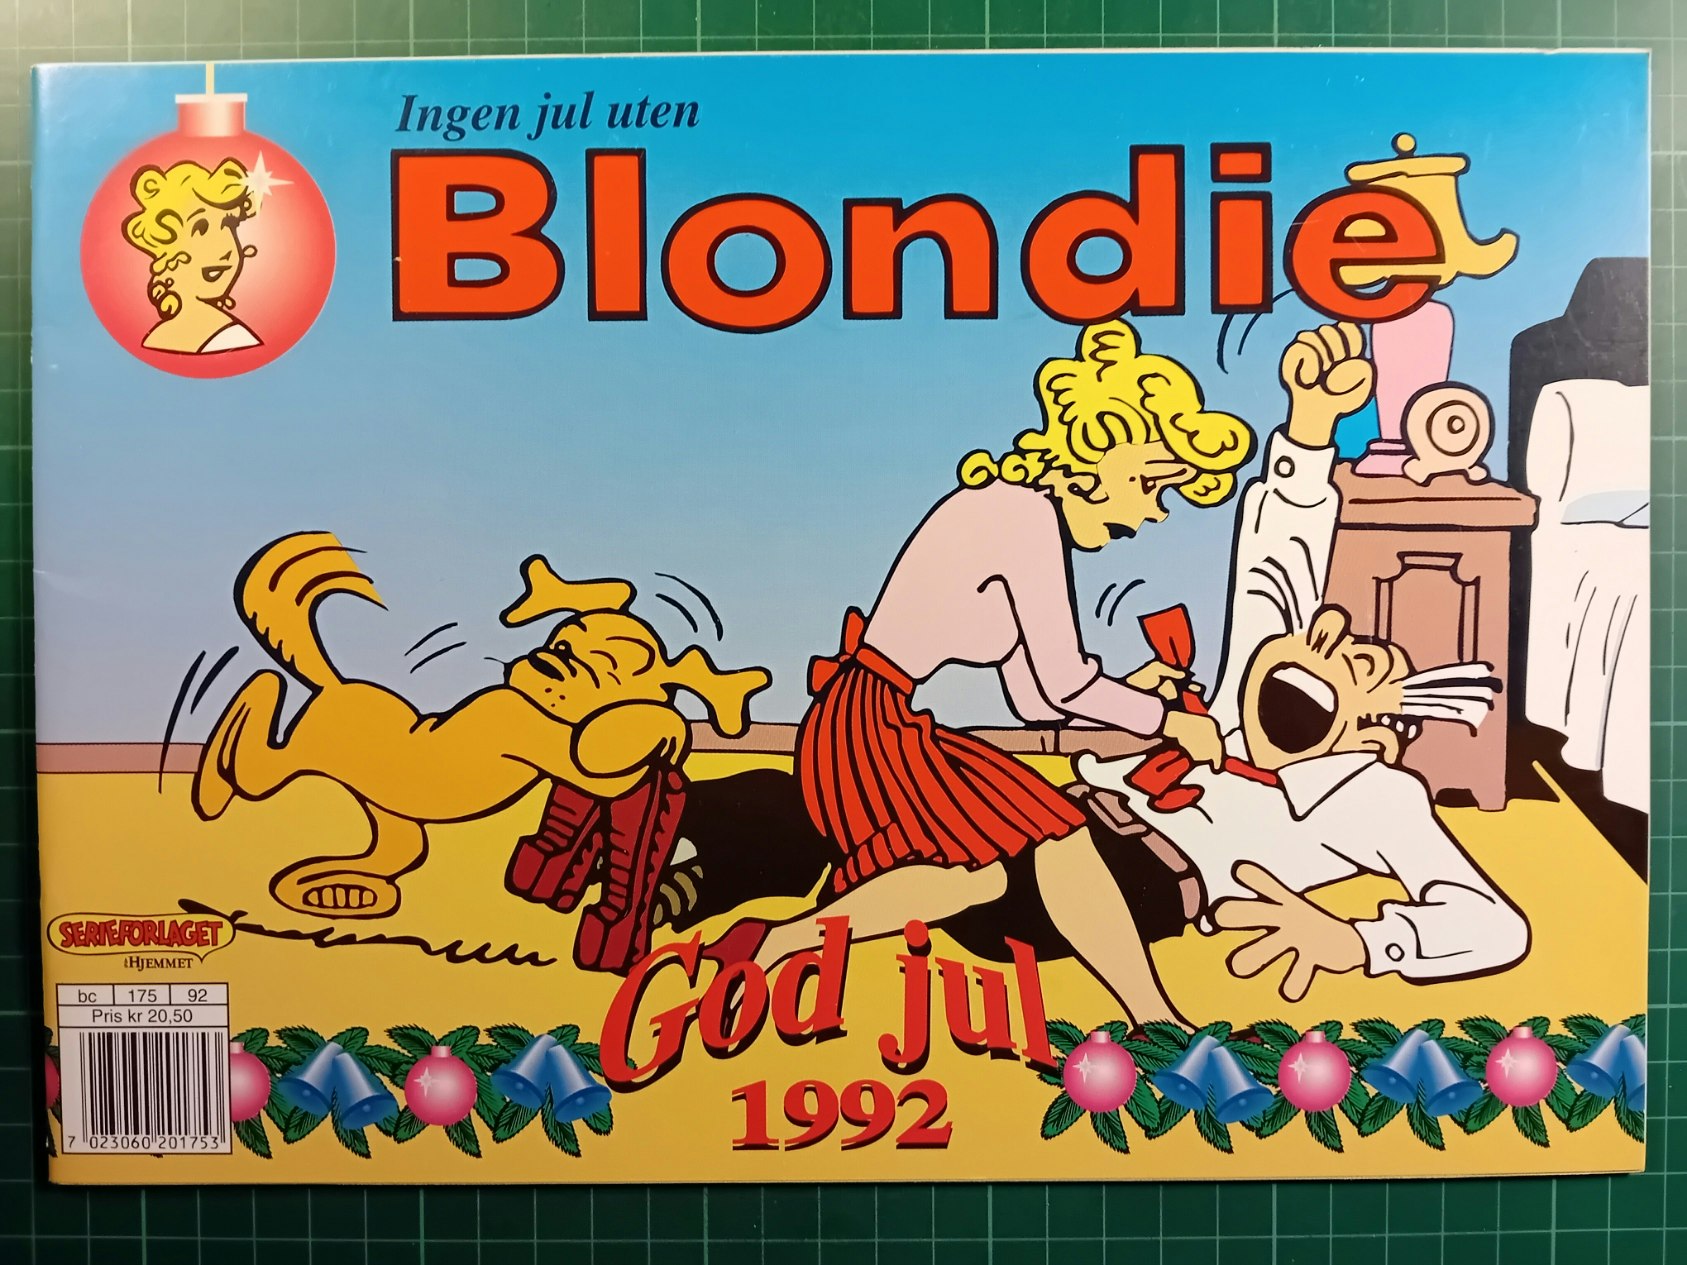 Ingen jul uten
Blondie
SERIEFORLAGET
HJEMMET
bc 175 92
Pris kr 20,50
7 023060 201753
God jul
1992